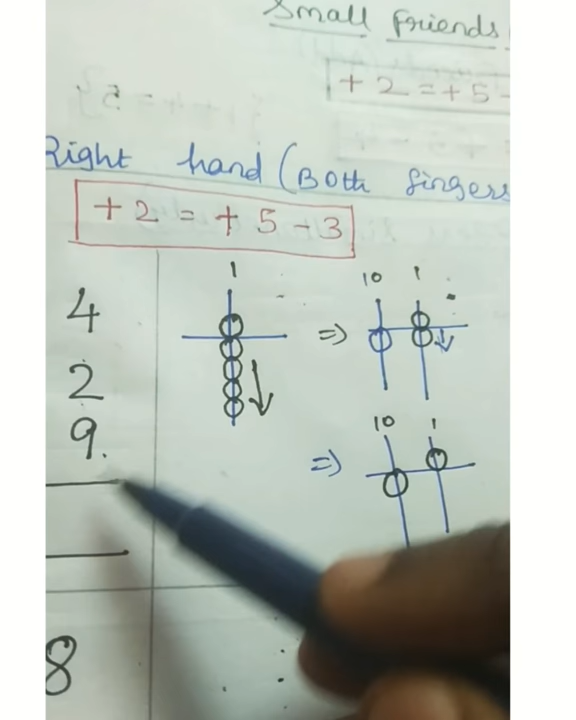 Small Friends
+2 = +5 -
Right hand (Both fingers
+2 = +5 -3
1
10 1
4
2
9.
10 1
8